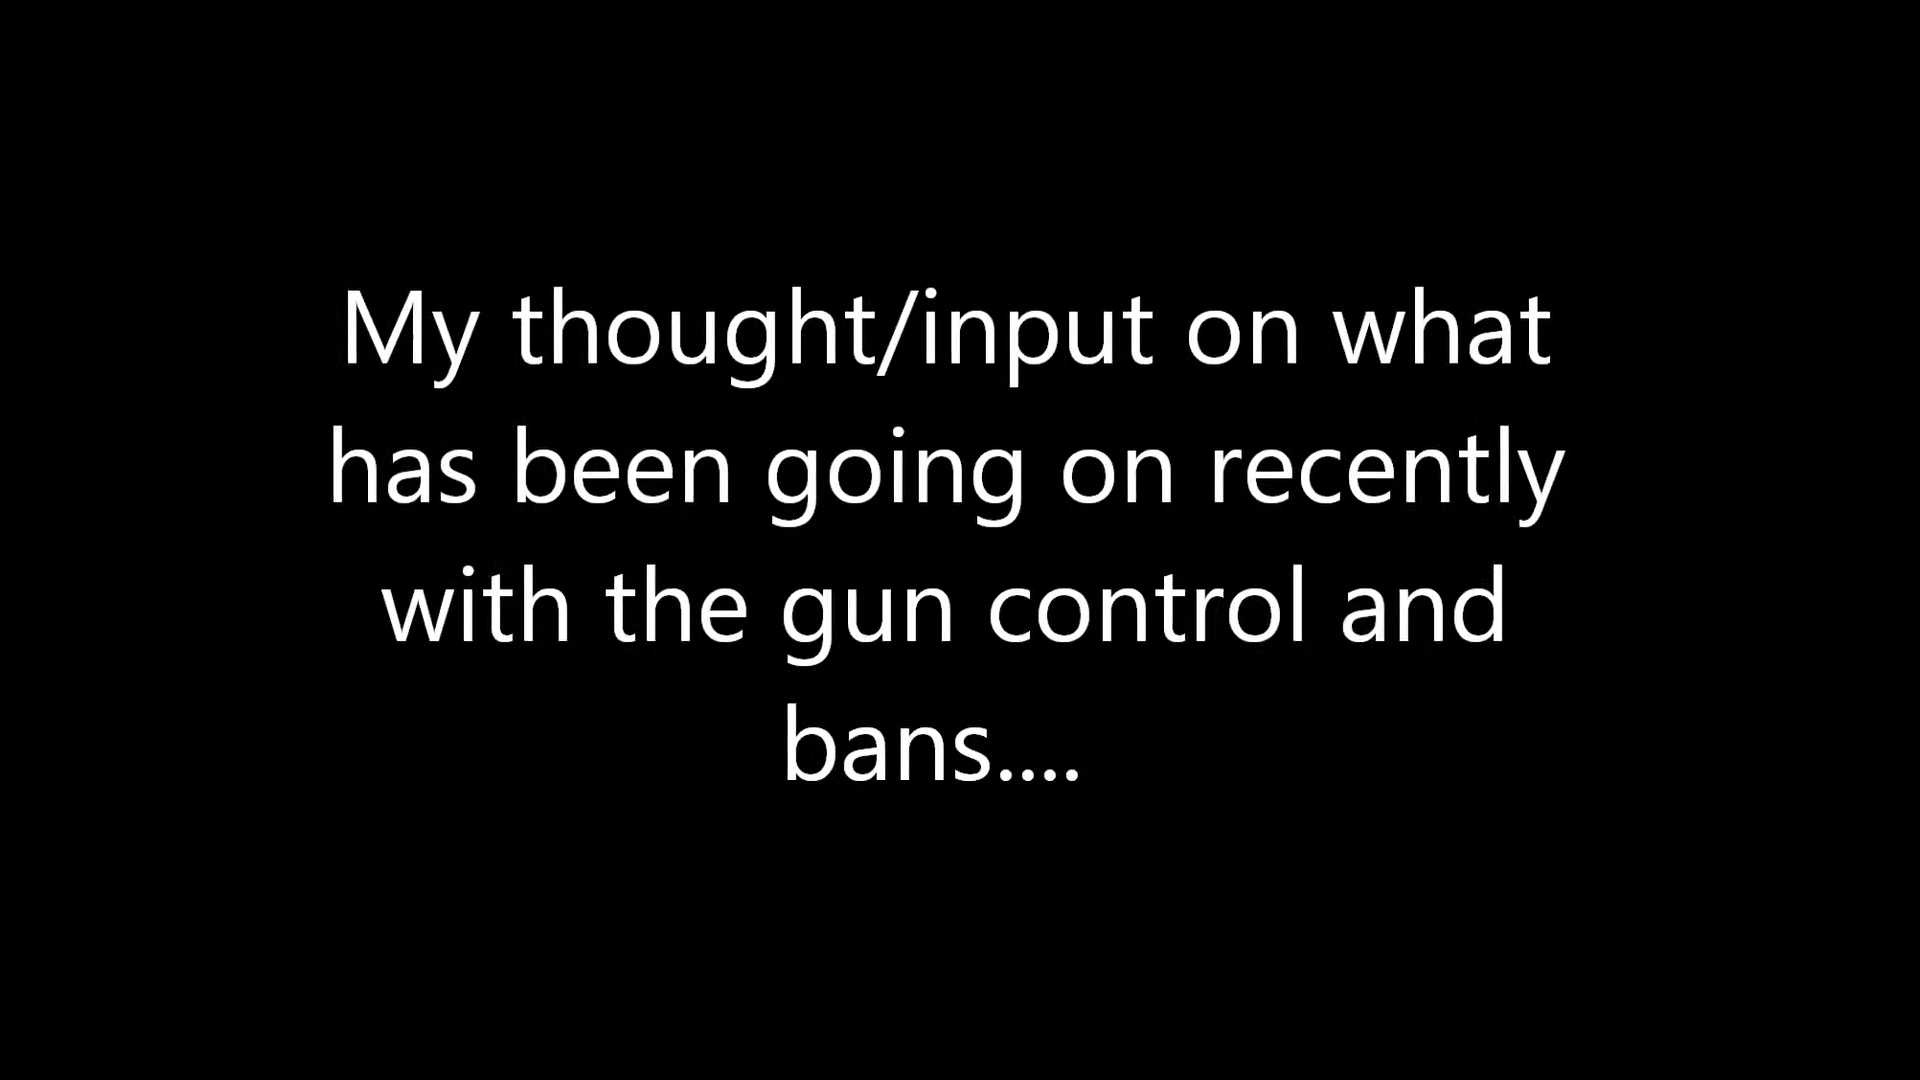 My thought/input on what
has been going on recently
with the gun control and
bans....